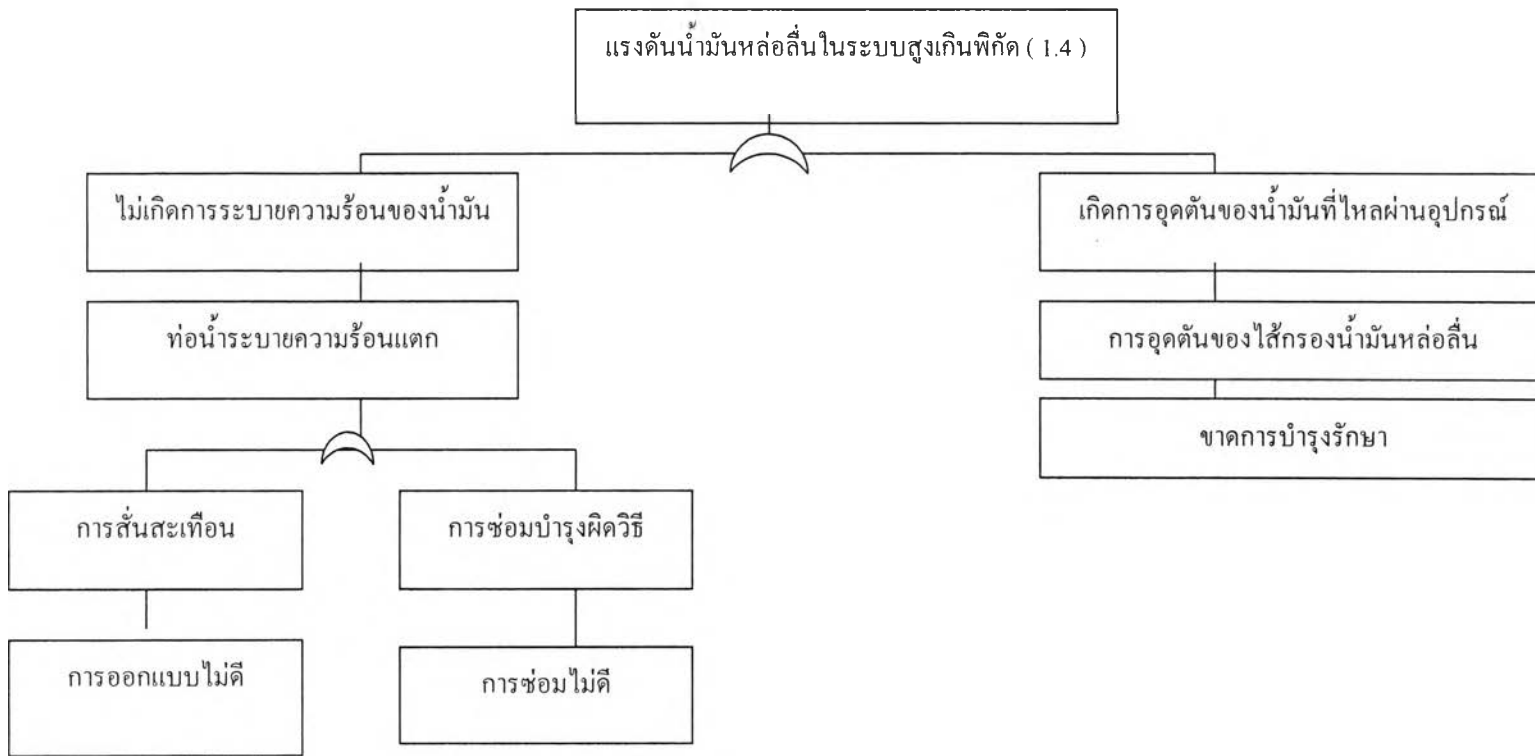 แรงดันน้ำมันหล่อลื่นในระบบสูงเกินพิกัด ( 1.4 )
ไม่เกิดการระบายความร้อนของน้ำมัน
เกิดการอุดตันของน้ำมันที่ไหลผ่านอุปกรณ์
ท่อน้ำระบายความร้อนแตก
การอุดตันของไส้กรองน้ำมันหล่อลื่น
ขาดการบำรุงรักษา
การสั่นสะเทือน
การซ่อมบำรุงผิดวิธี
การออกแบบไม่ดี
การซ่อมไม่ดี